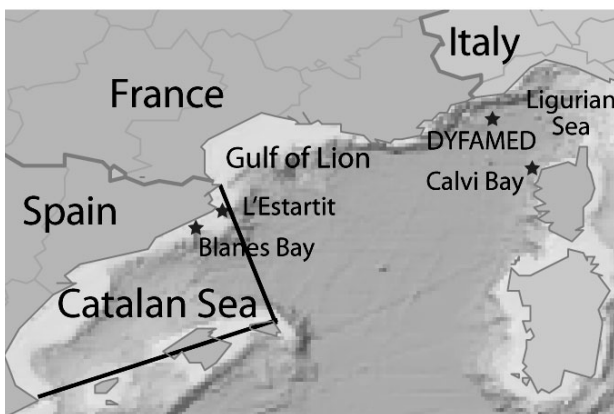 Italy
France
Ligurian
Sea
DYFAMED
Gulf of Lion
Calvi Bay
Spain
L'Estartit
Blanes Bay
Catalan Sea